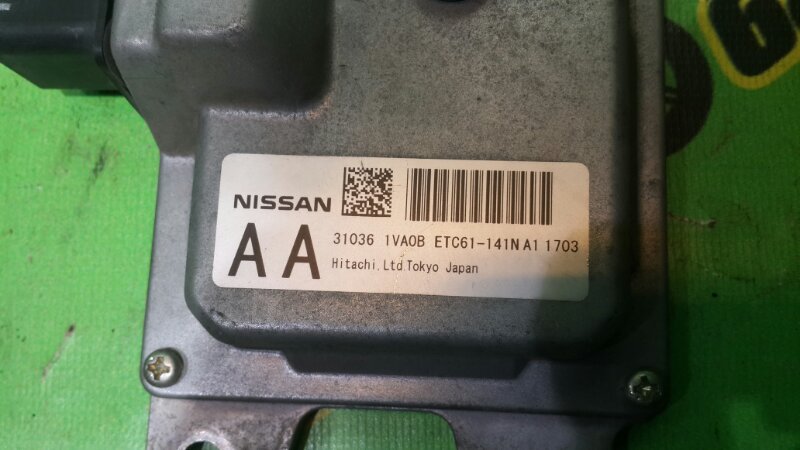 NISSAN
AA 31036 1VA0B ETC61-141N A1 1703
Hitachi.Ltd.Tokyo Japan